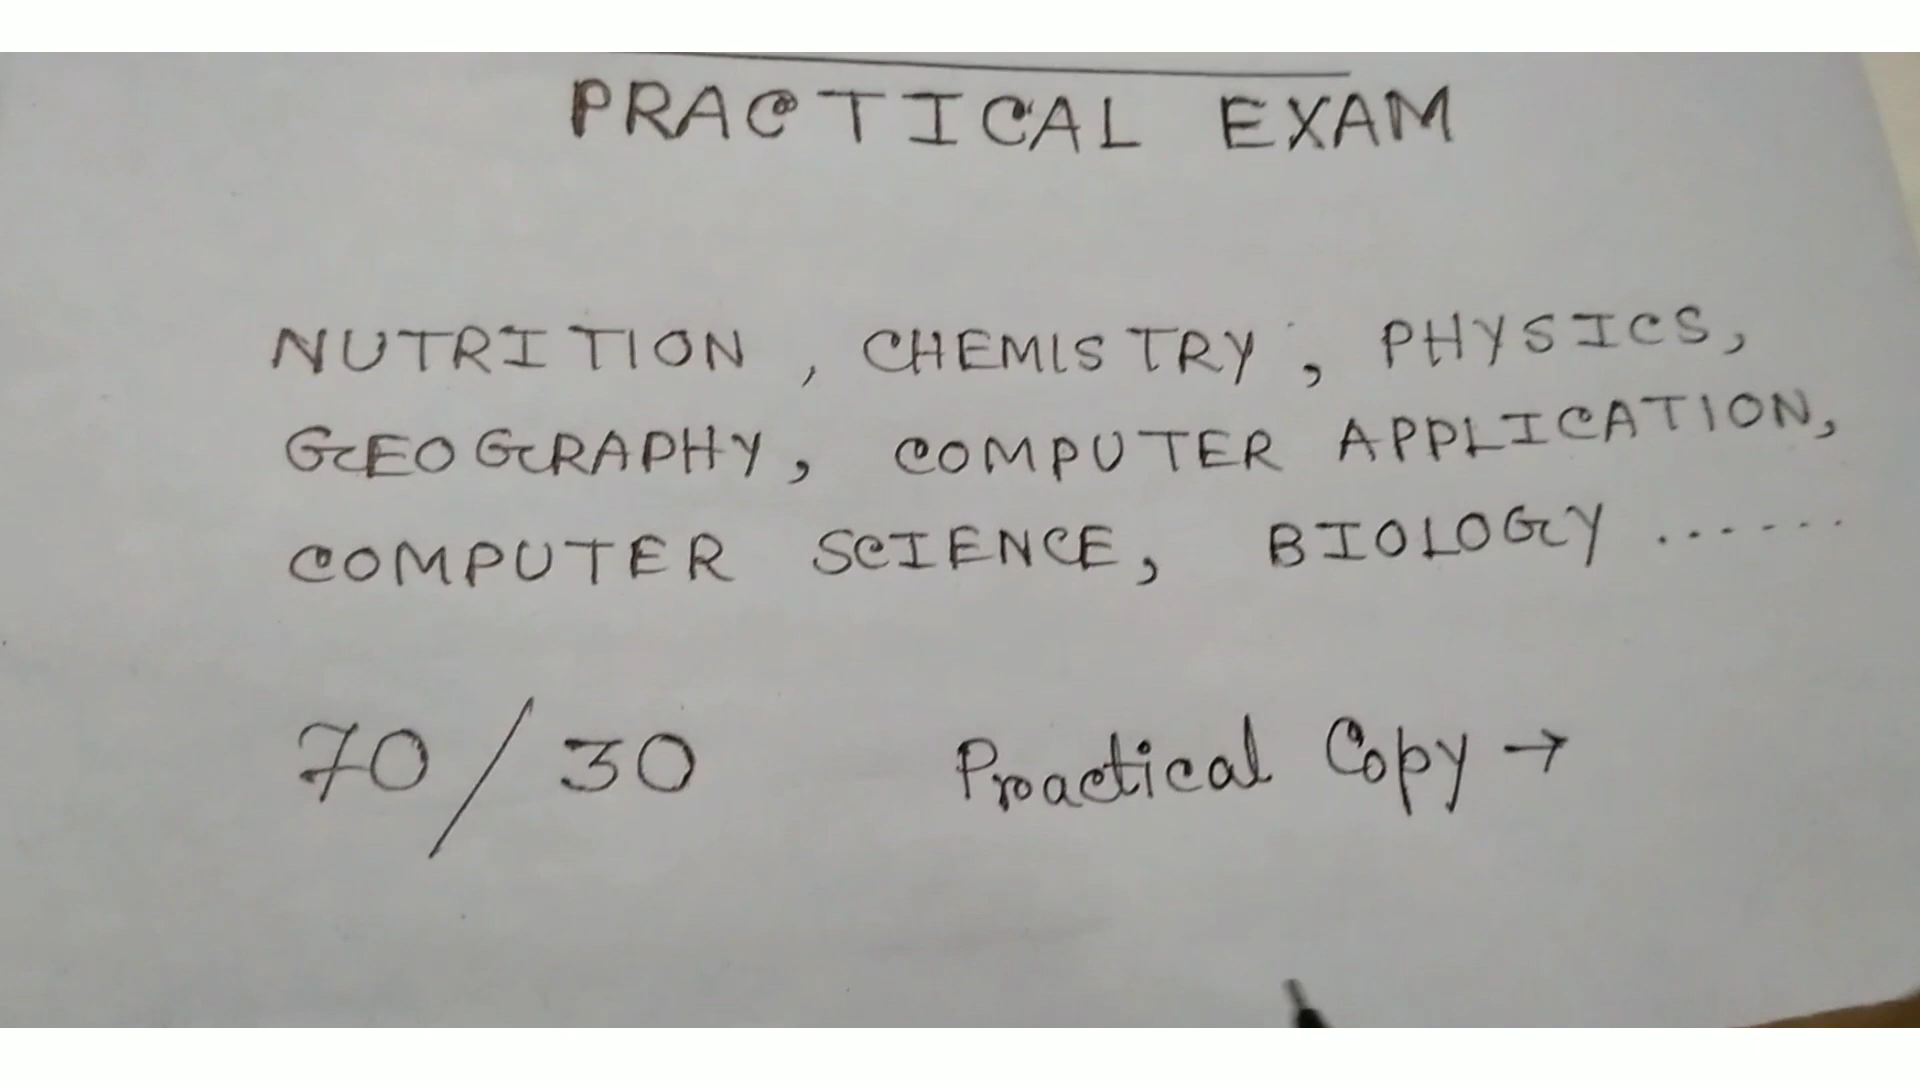 PRACTICAL EXAM
NUTRITION, CHEMISTRY, PHYSICS,
GEOGRAPHY, COMPUTER APPLICATION,
COMPUTER SCIENCE, BIOLOGY ......
70/30 Practical Copy →